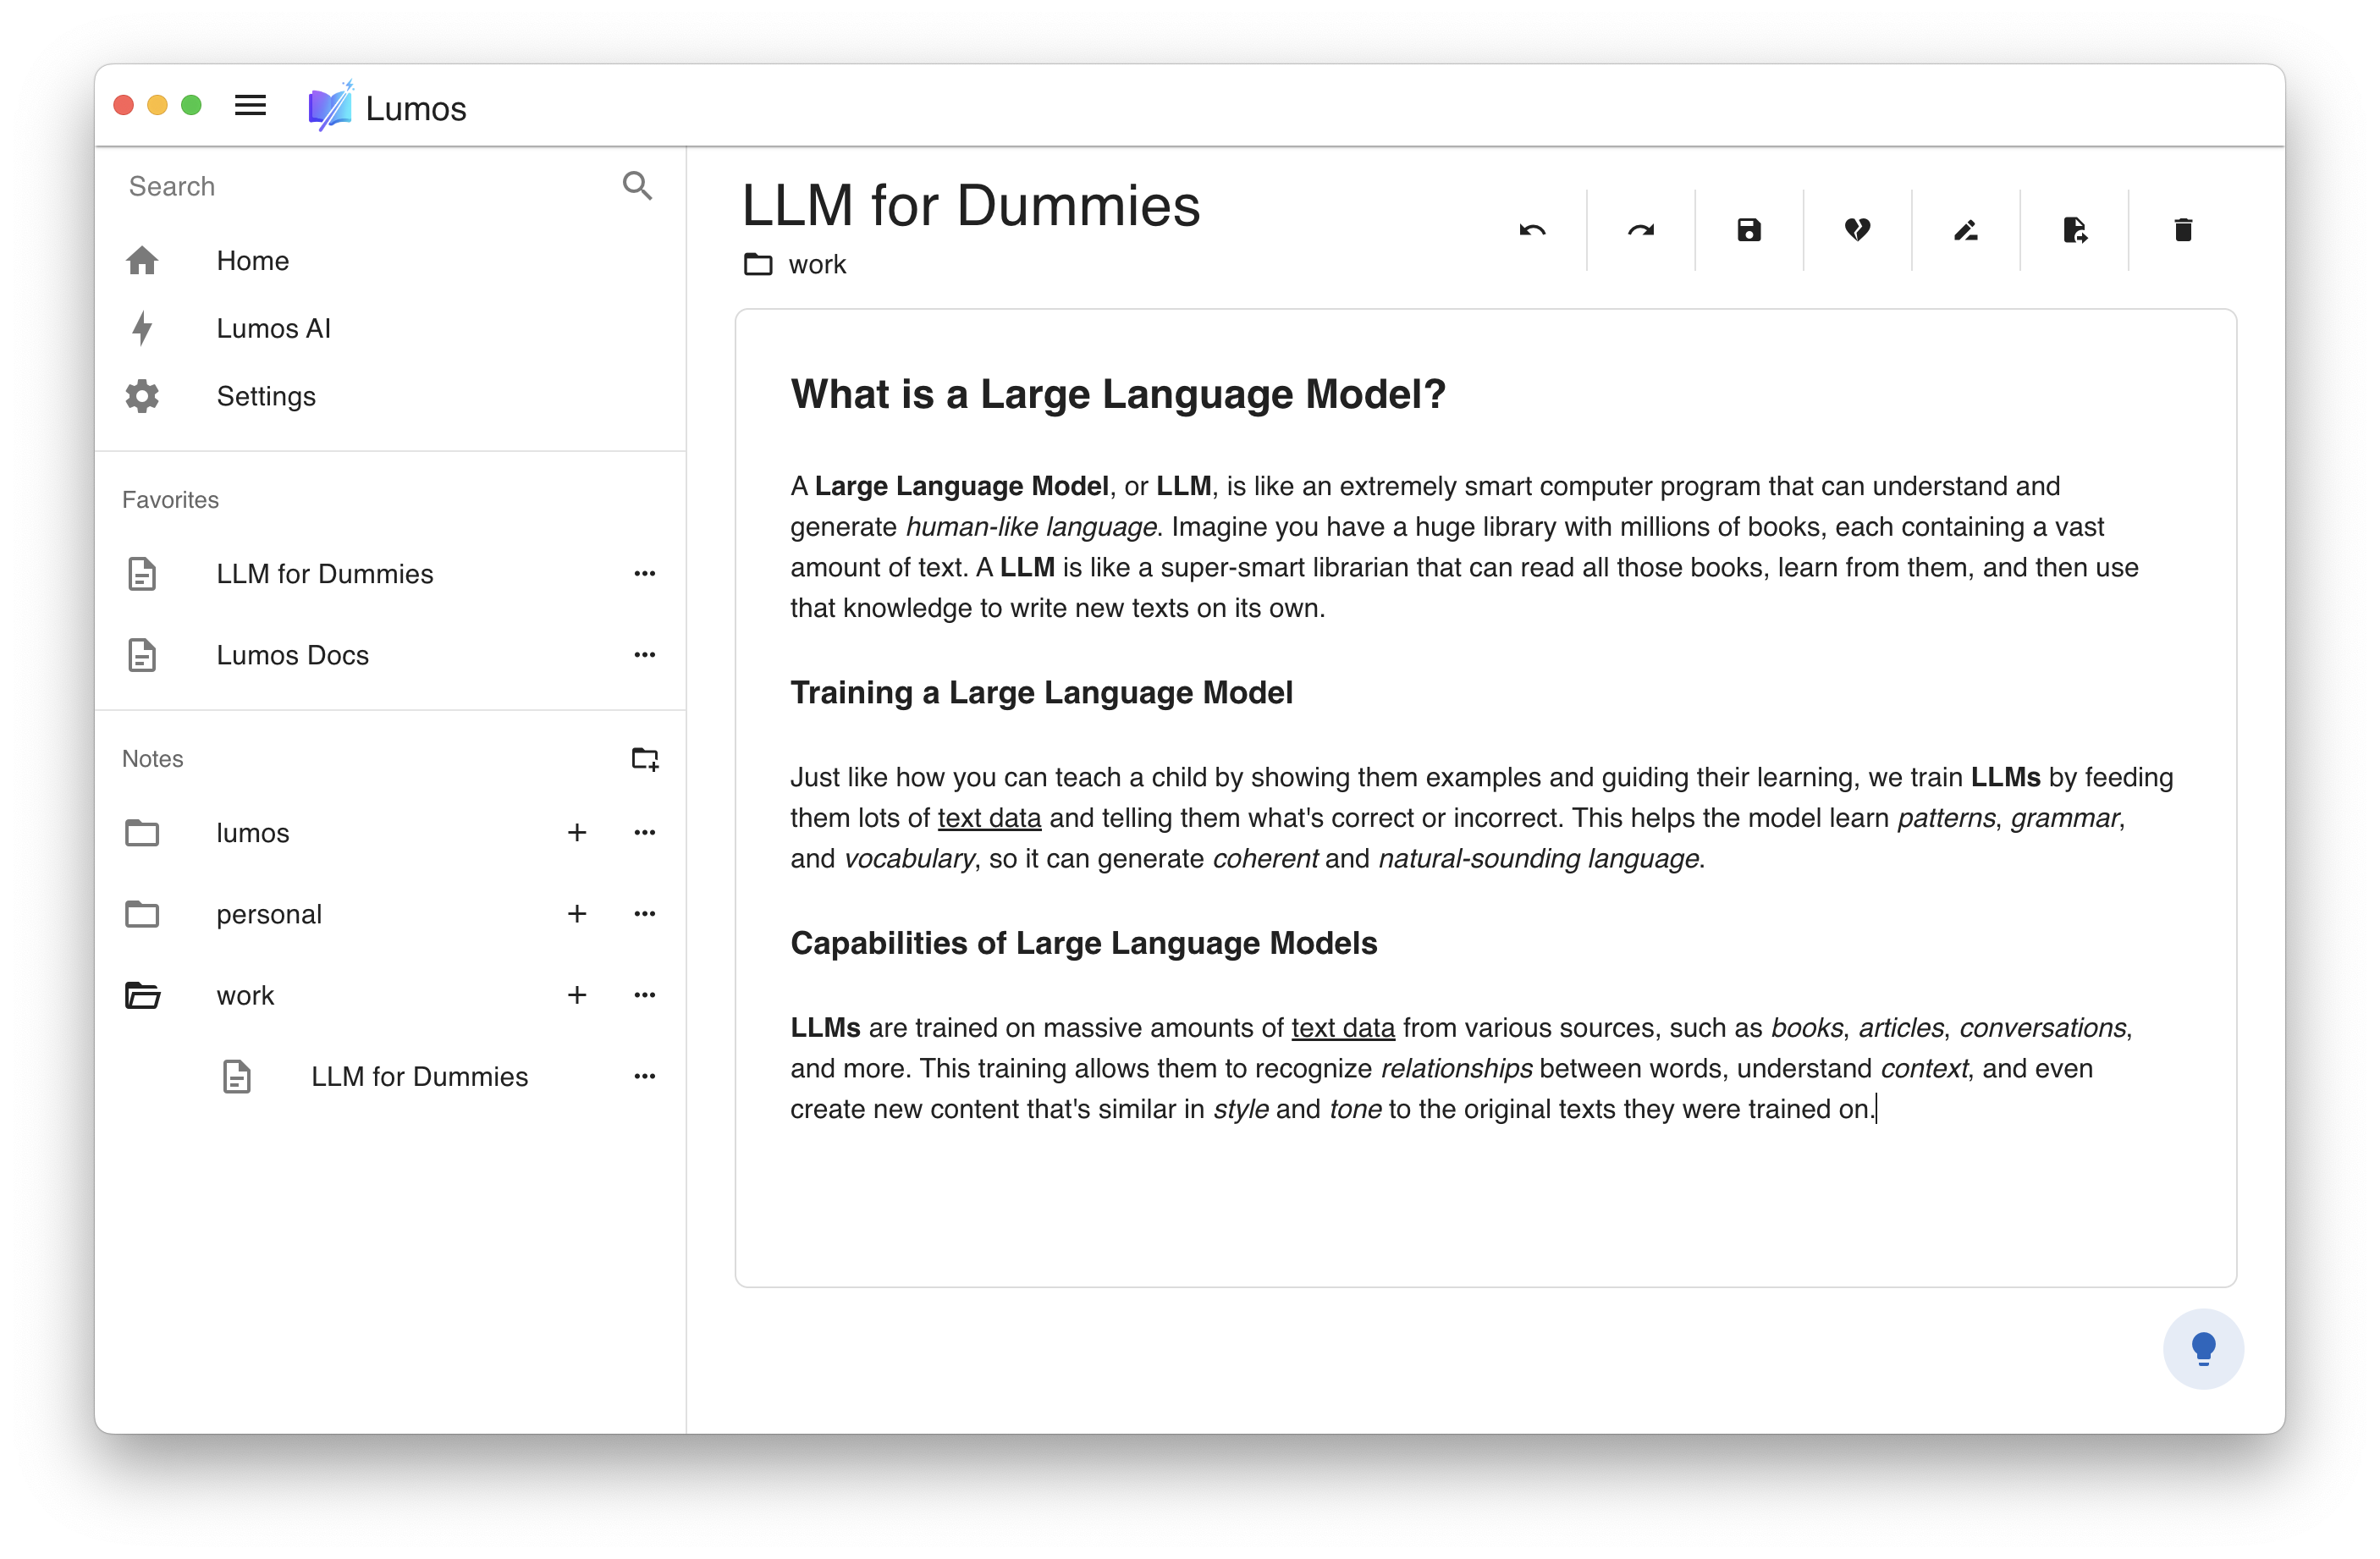 Lumos
Search
Home
Lumos AI
Settings
Favorites
LLM for Dummies
Lumos Docs
Notes
lumos
personal
work
LLM for Dummies
LLM for Dummies
work
What is a Large Language Model?
A Large Language Model, or LLM, is like an extremely smart computer program that can understand and
generate human-like language. Imagine you have a huge library with millions of books, each containing a vast
amount of text. A LLM is like a super-smart librarian that can read all those books, learn from them, and then use
that knowledge to write new texts on its own.
Training a Large Language Model
Just like how you can teach a child by showing them examples and guiding their learning, we train LLMs by feeding
them lots of text data and telling them what's correct or incorrect. This helps the model learn patterns, grammar,
and vocabulary, so it can generate coherent and natural-sounding language.
Capabilities of Large Language Models
LLMs are trained on massive amounts of text data from various sources, such as books, articles, conversations,
and more. This training allows them to recognize relationships between words, understand context, and even
create new content that's similar in style and tone to the original texts they were trained on.